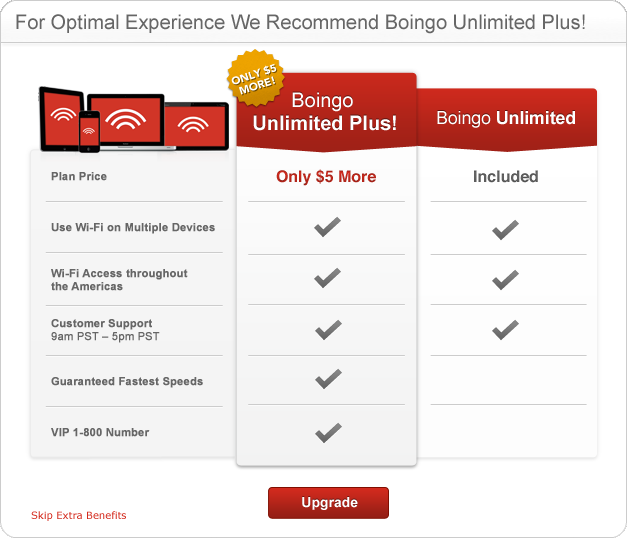 For Optimal Experience We Recommend Boingo Unlimited Plus!
ONLY $5
MORE!
Boingo
Unlimited Plus!
Boingo Unlimited
Plan Price
Only $5 More
Included
Use Wi-Fi on Multiple Devices
Wi-Fi Access throughout
the Americas
Customer Support
9am PST – 5pm PST
Guaranteed Fastest Speeds
VIP 1-800 Number
Upgrade
Skip Extra Benefits